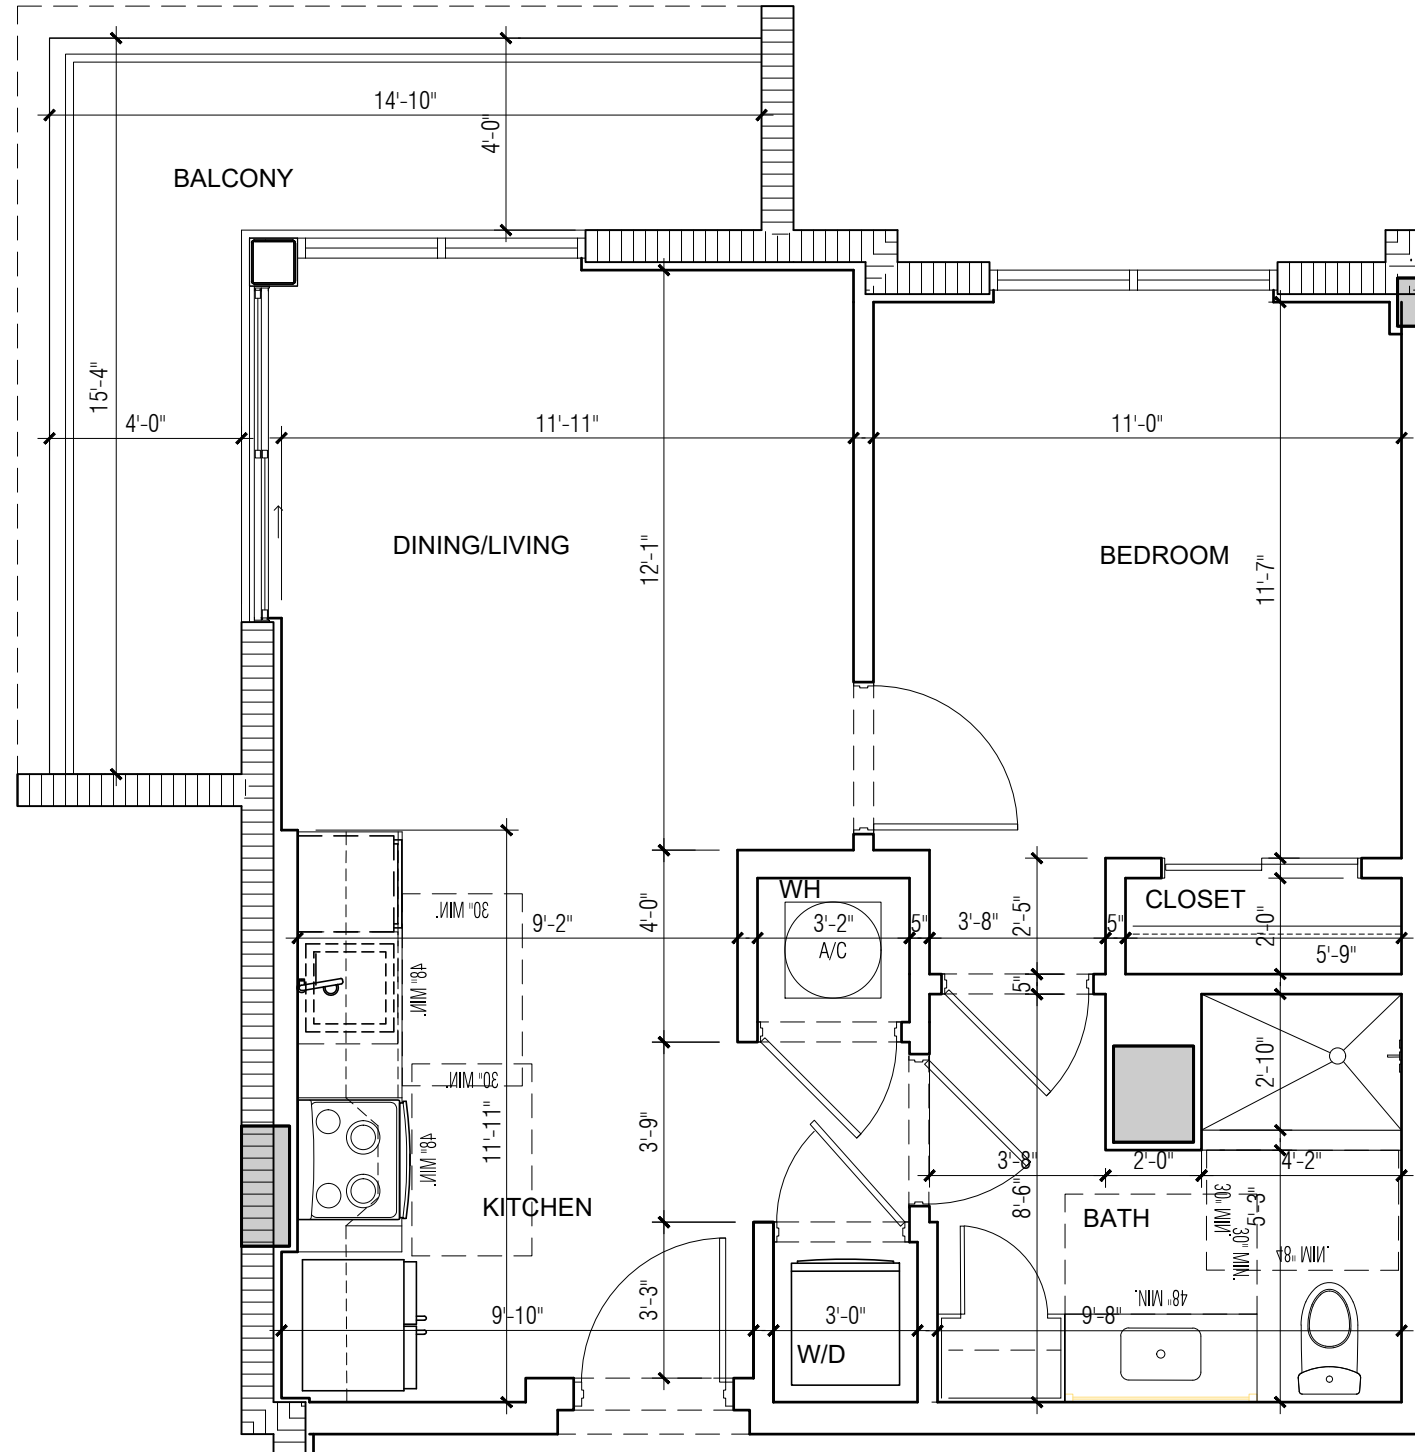 14'-10"
4'-0"
BALCONY
15'-4"
4'-0"
11'-11"
11'-0"
DINING/LIVING
12'-1"
BEDROOM
11'-7"
WH
CLOSET
30" MIN.
9'-2"
4'-0"
3'-2"
5"
3'-8"
2'-5"
5"
2'-0"
A/C
5'-9"
48" MIN.
5"
30" MIN.
2'-10"
11'-11"
48" MIN.
3'-9"
3'-8"
2'-0"
4'-2"
8'-6"
KITCHEN
BATH
30" MIN.
5'-3"
30" MIN.
48" MIN.
48" MIN.
9'-10"
3'-3"
3'-0"
9'-8"
W/D